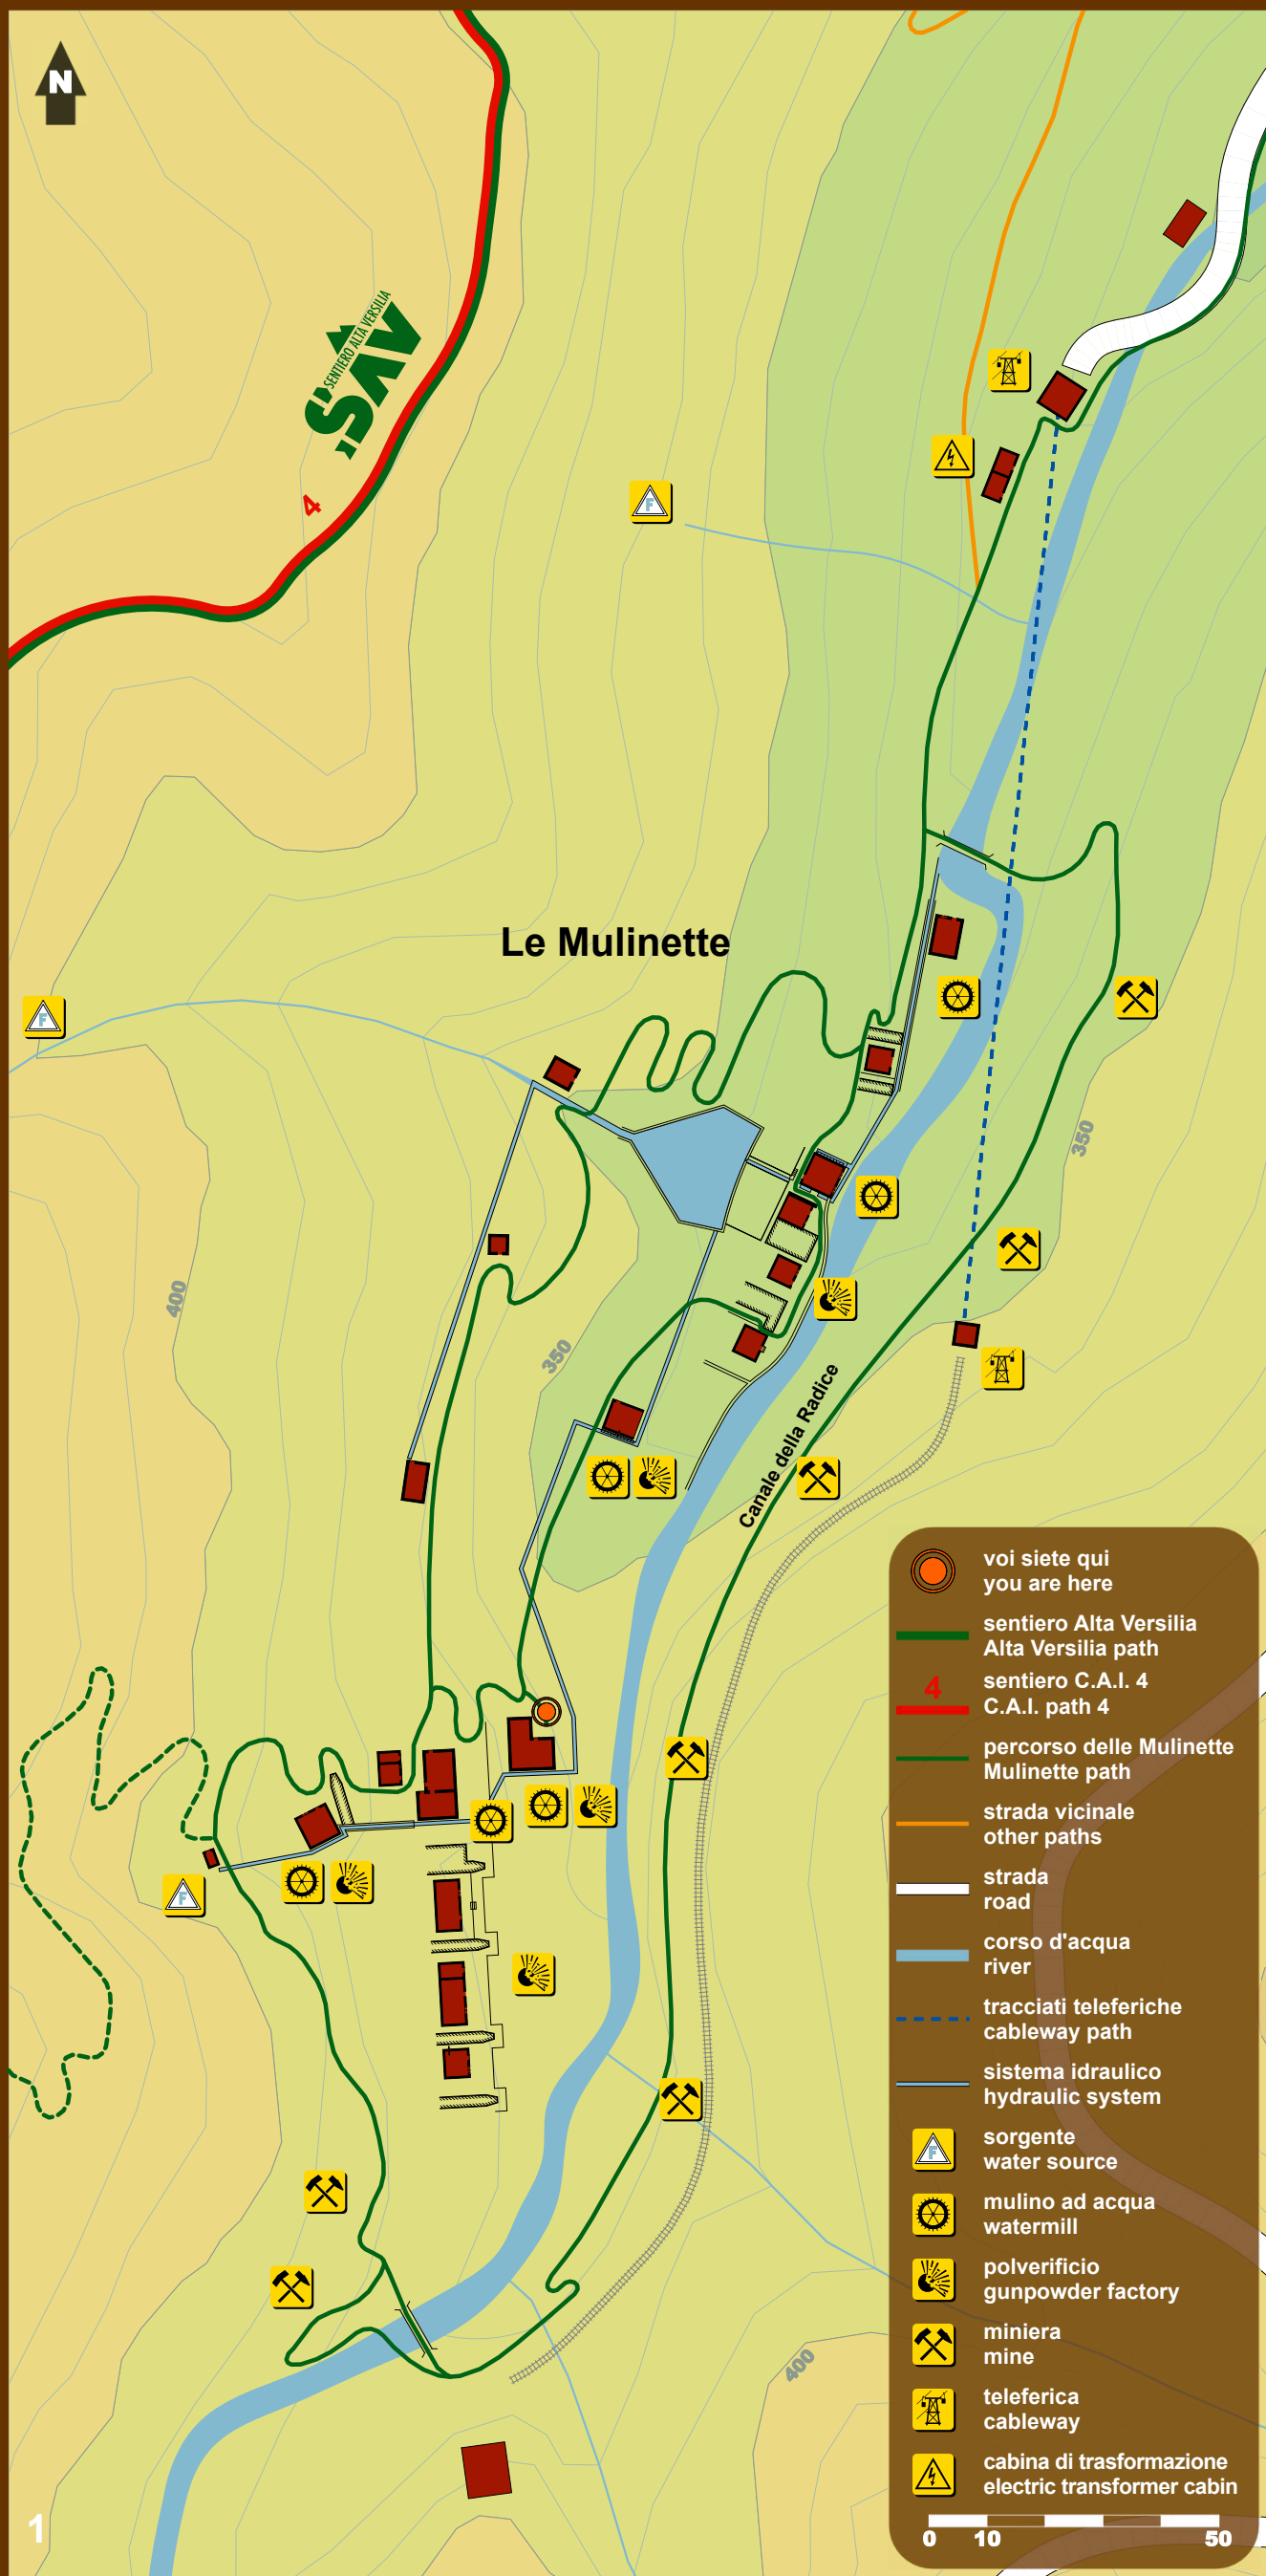 N
SENTIERO ALTA VERSILIA
SAV.
4
F
Le Mulinette
F
350
400
350
Canale della Radice
F
400
voi siete qui
you are here
sentiero Alta Versilia
Alta Versilia path
4
sentiero C.A.I. 4
C.A.I. path 4
percorso delle Mulinette
Mulinette path
strada vicinale
other paths
strada
road
corso d'acqua
river
tracciati teleferiche
cableway path
sistema idraulico
hydraulic system
F
sorgente
water source
mulino ad acqua
watermill
polverificio
gunpowder factory
miniera
mine
teleferica
cableway
cabina di trasformazione
electric transformer cabin
0 10 50
1